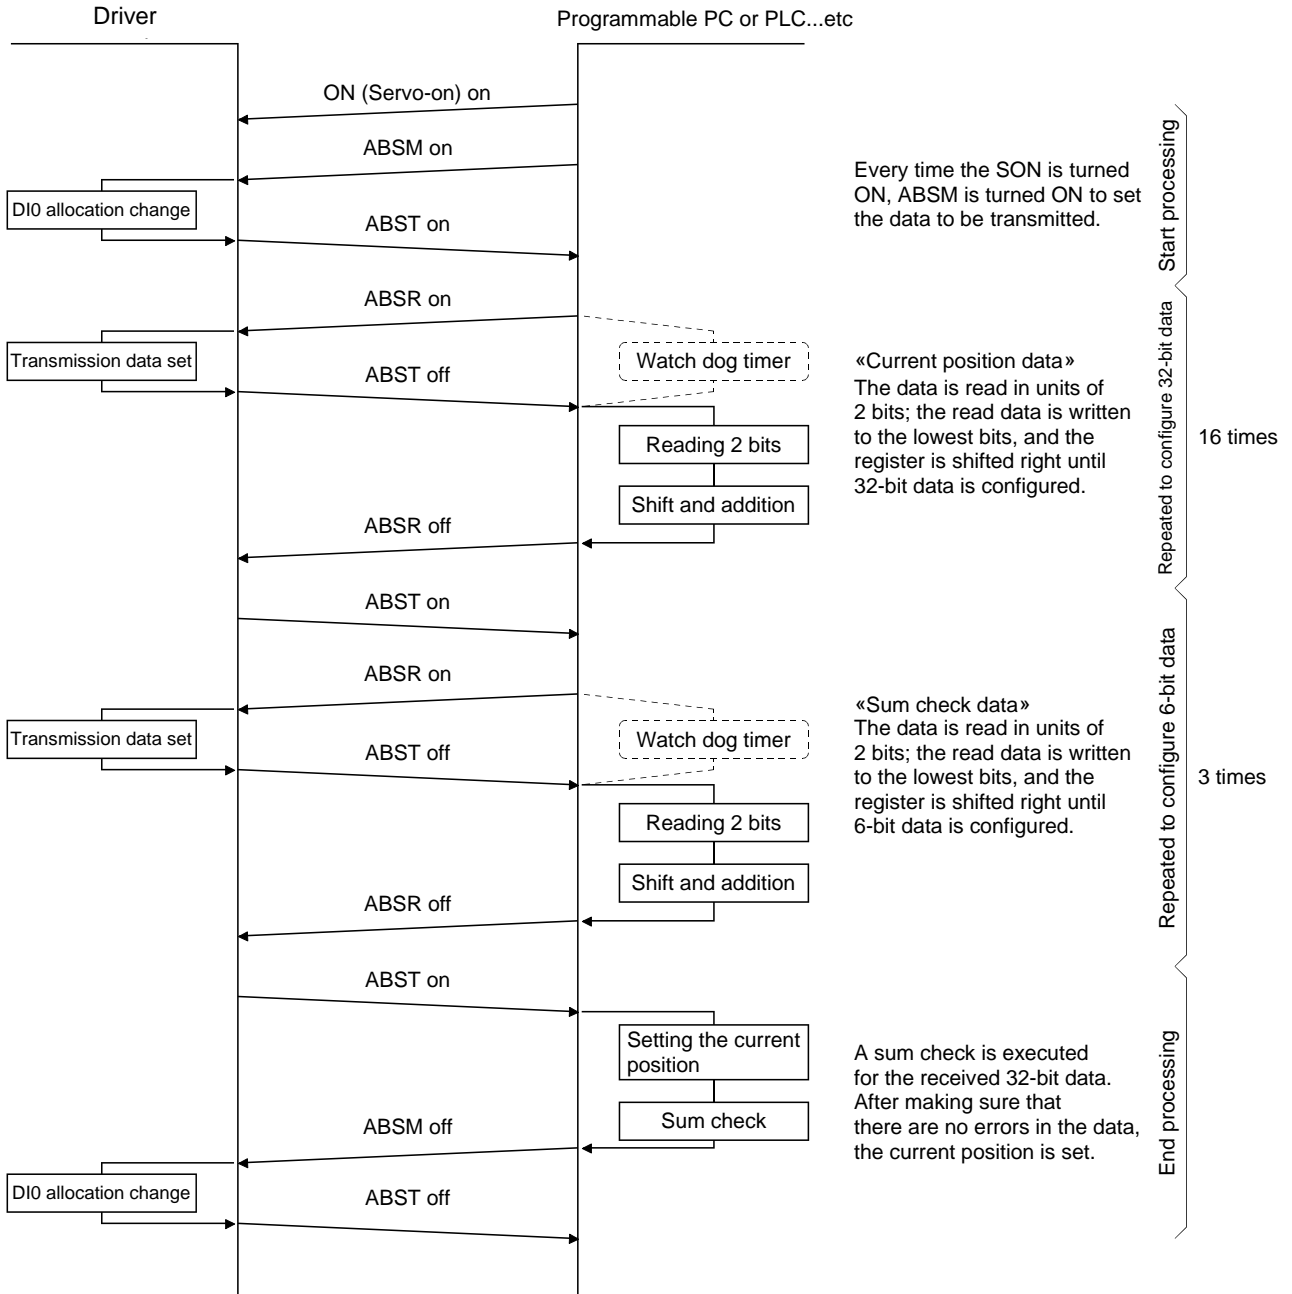 Driver
Programmable PC or PLC...etc
ON (Servo-on) on
ABSM on
DI0 allocation change
ABST on
Every time the SON is turned
ON, ABSM is turned ON to set
the data to be transmitted.
Start processing
ABSR on
Transmission data set
Watch dog timer
ABST off
Reading 2 bits
Shift and addition
ABSR off
«Current position data»
The data is read in units of
2 bits; the read data is written
to the lowest bits, and the
register is shifted right until
32-bit data is configured.
Repeated to configure 32-bit data
16 times
ABST on
ABSR on
Transmission data set
Watch dog timer
ABST off
Reading 2 bits
Shift and addition
ABSR off
«Sum check data»
The data is read in units of
2 bits; the read data is written
to the lowest bits, and the
register is shifted right until
6-bit data is configured.
Repeated to configure 6-bit data
3 times
ABST on
Setting the current
position
Sum check
ABSM off
DI0 allocation change
ABST off
A sum check is executed
for the received 32-bit data.
After making sure that
there are no errors in the data,
the current position is set.
End processing